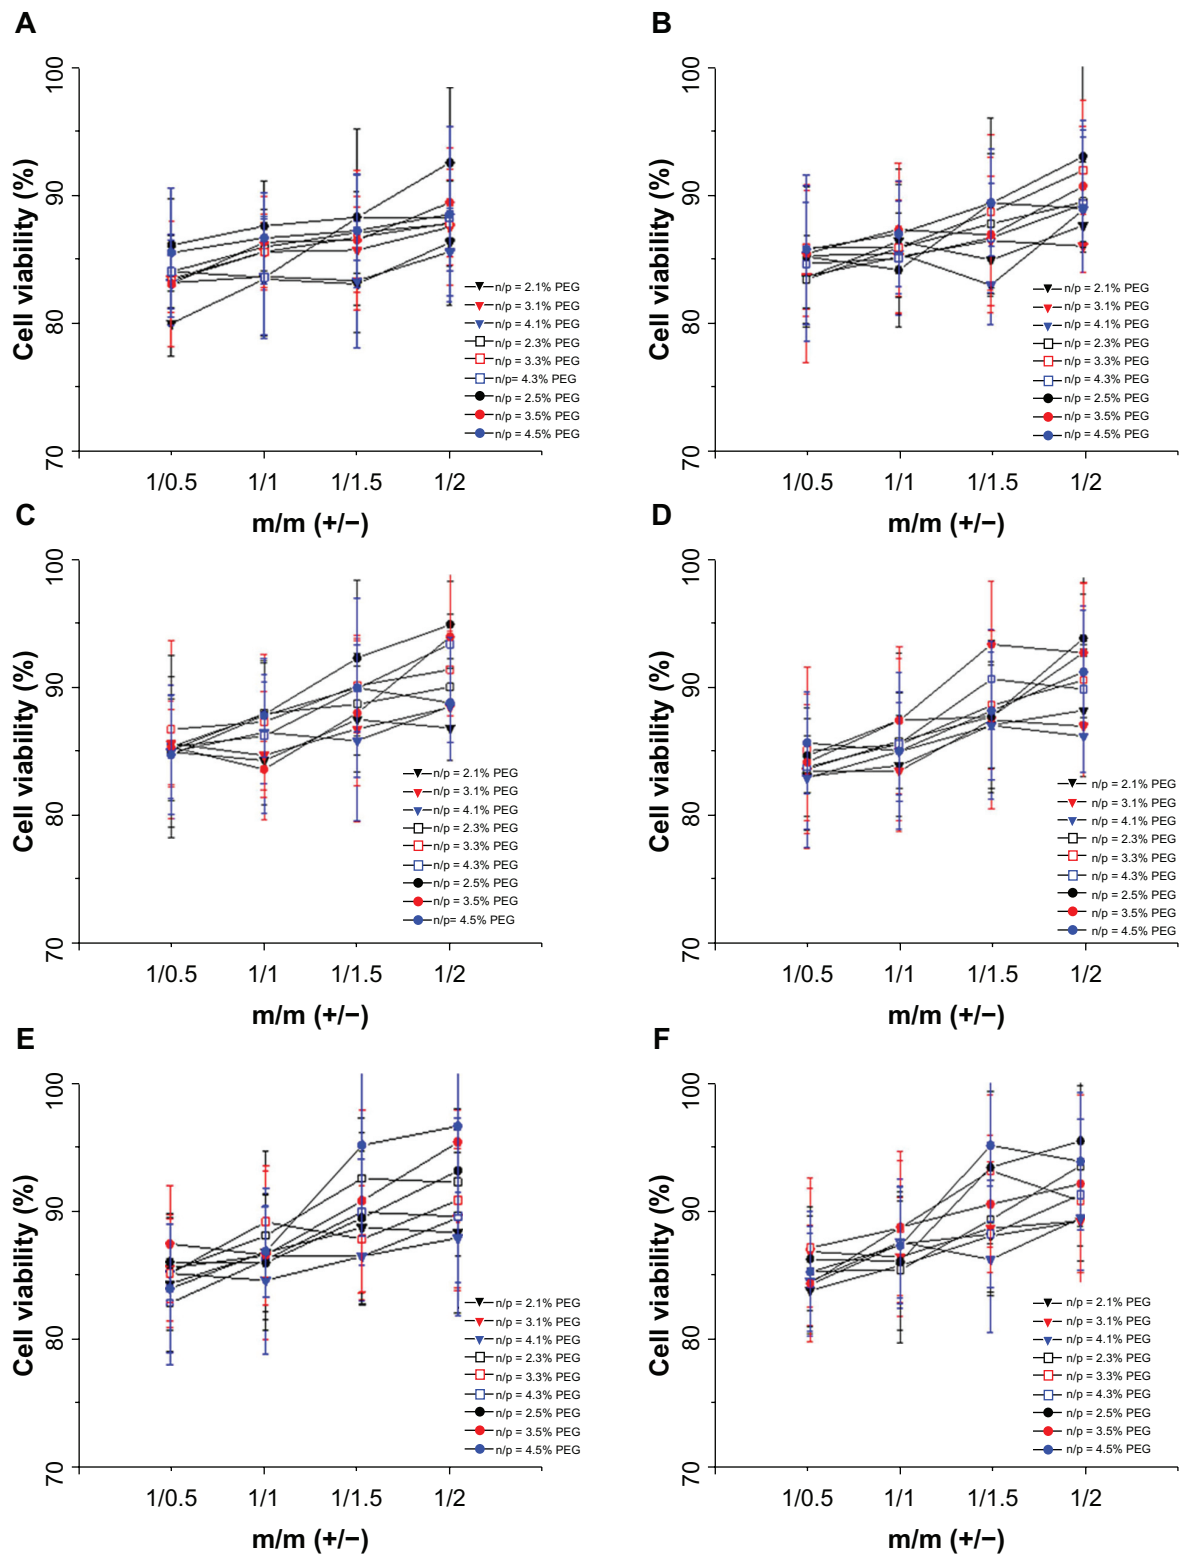 A
100
90
80
70
Cell viability (%)
n/p = 2.1% PEG
n/p = 3.1% PEG
n/p = 4.1% PEG
n/p = 2.3% PEG
n/p = 3.3% PEG
n/p= 4.3% PEG
n/p = 2.5% PEG
n/p = 3.5% PEG
n/p = 4.5% PEG
1/0.5 1/1 1/1.5 1/2
m/m (+/−)
B
100
90
80
70
Cell viability (%)
n/p = 2.1% PEG
n/p = 3.1% PEG
n/p = 4.1% PEG
n/p = 2.3% PEG
n/p = 3.3% PEG
n/p = 4.3% PEG
n/p = 2.5% PEG
n/p = 3.5% PEG
n/p = 4.5% PEG
1/0.5 1/1 1/1.5 1/2
m/m (+/−)
C
100
90
80
70
Cell viability (%)
n/p = 2.1% PEG
n/p = 3.1% PEG
n/p = 4.1% PEG
n/p = 2.3% PEG
n/p = 3.3% PEG
n/p = 4.3% PEG
n/p = 2.5% PEG
n/p = 3.5% PEG
n/p= 4.5% PEG
1/0.5 1/1 1/1.5 1/2
m/m (+/−)
D
100
90
80
70
Cell viability (%)
n/p = 2.1% PEG
n/p = 3.1% PEG
n/p = 4.1% PEG
n/p = 2.3% PEG
n/p = 3.3% PEG
n/p = 4.3% PEG
n/p = 2.5% PEG
n/p = 3.5% PEG
n/p = 4.5% PEG
1/0.5 1/1 1/1.5 1/2
m/m (+/−)
E
100
90
80
70
Cell viability (%)
n/p = 2.1% PEG
n/p = 3.1% PEG
n/p = 4.1% PEG
n/p = 2.3% PEG
n/p = 3.3% PEG
n/p = 4.3% PEG
n/p = 2.5% PEG
n/p = 3.5% PEG
n/p = 4.5% PEG
1/0.5 1/1 1/1.5 1/2
m/m (+/−)
F
100
90
80
70
Cell viability (%)
n/p = 2.1% PEG
n/p = 3.1% PEG
n/p = 4.1% PEG
n/p = 2.3% PEG
n/p = 3.3% PEG
n/p = 4.3% PEG
n/p = 2.5% PEG
n/p = 3.5% PEG
n/p = 4.5% PEG
1/0.5 1/1 1/1.5 1/2
m/m (+/−)